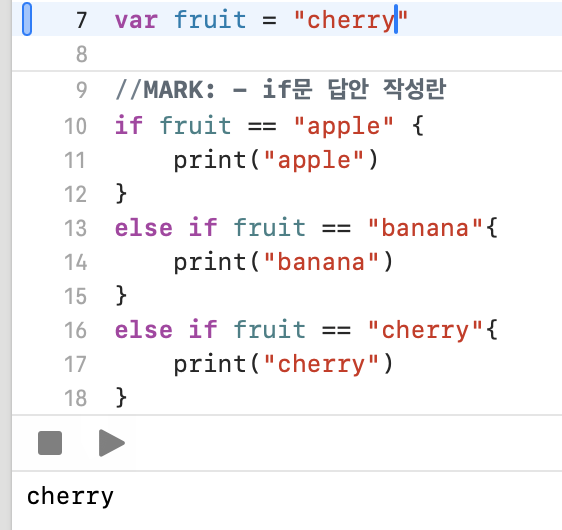 7 var fruit = "cherry"
8
9 //MARK: - if문 답안 작성란
10 if fruit == "apple" {
11     print("apple")
12 }
13 else if fruit == "banana"{
14     print("banana")
15 }
16 else if fruit == "cherry"{
17     print("cherry")
18 }
cherry